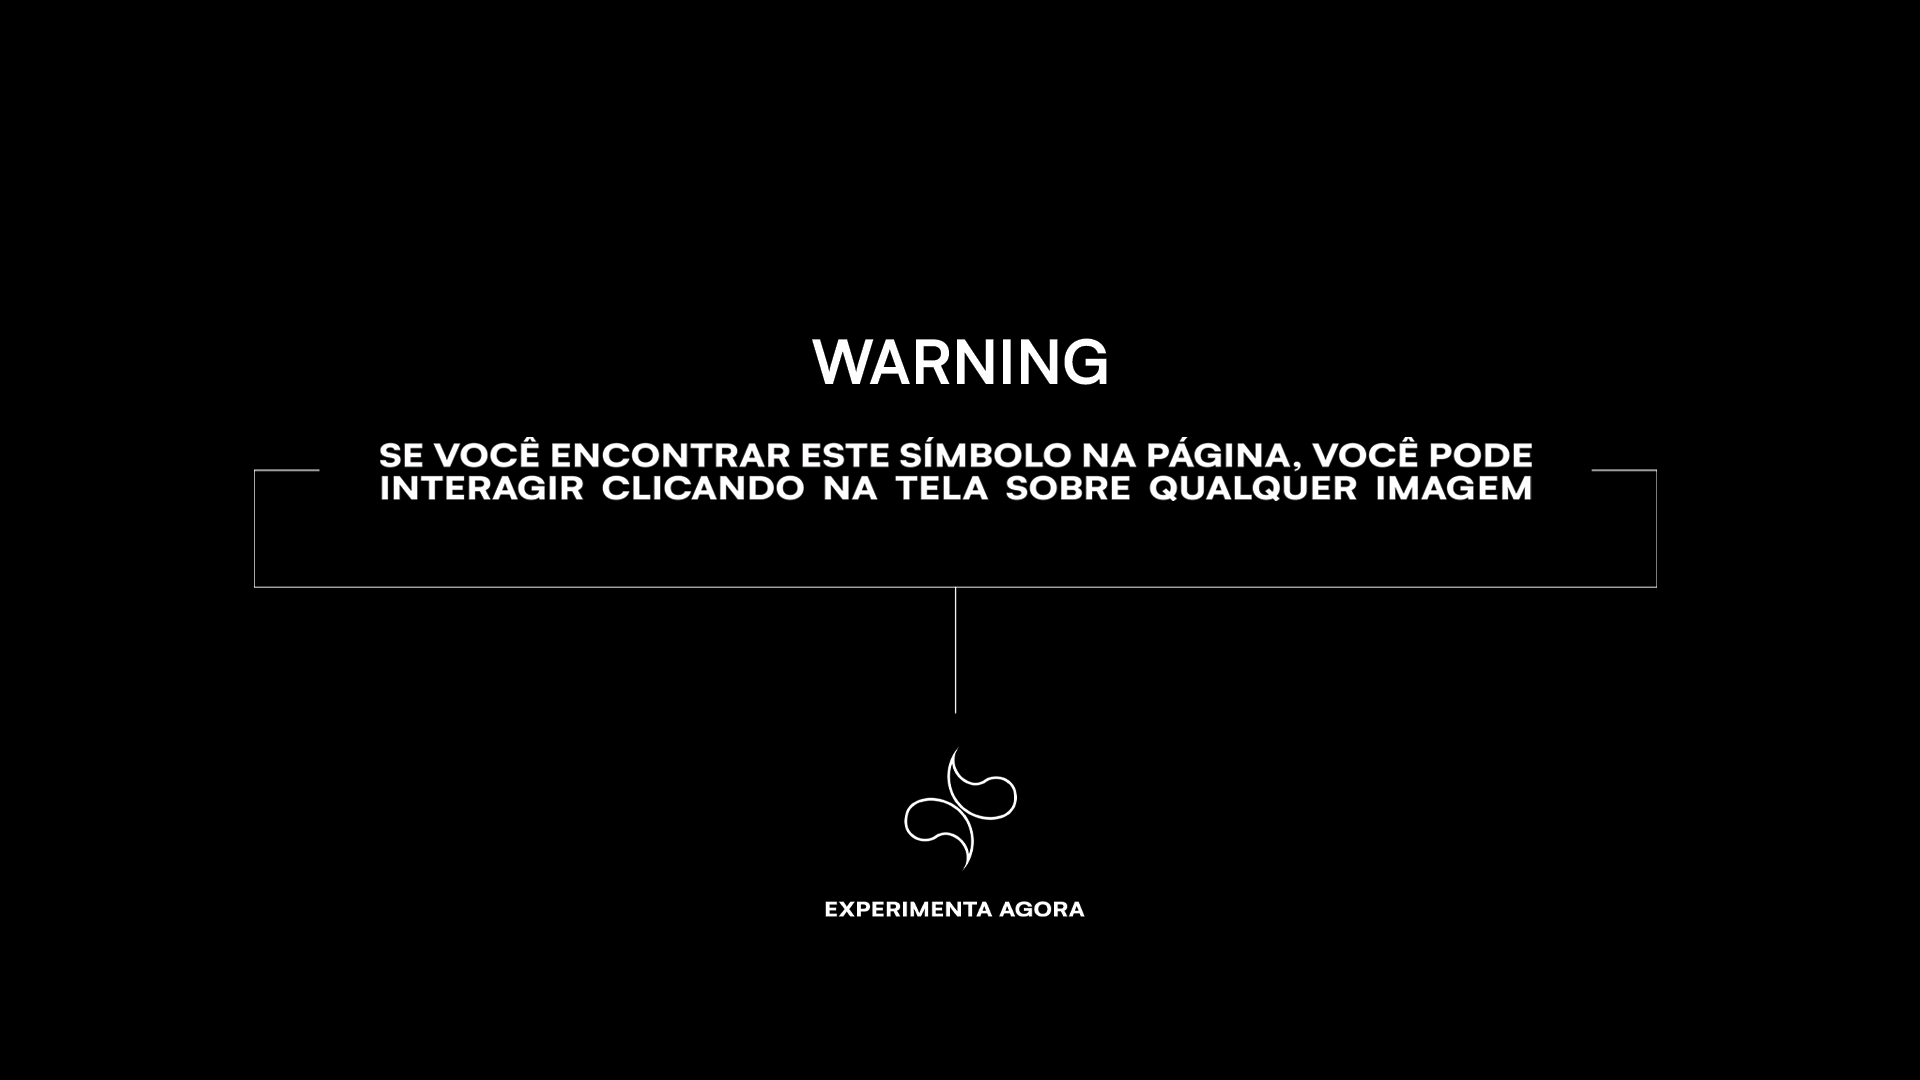 WARNING
SE VOCÊ ENCONTRAR ESTE SÍMBOLO NA PÁGINA, VOCÊ PODE
INTERAGIR CLICANDO NA TELA SOBRE QUALQUER IMAGEM
EXPERIMENTA AGORA